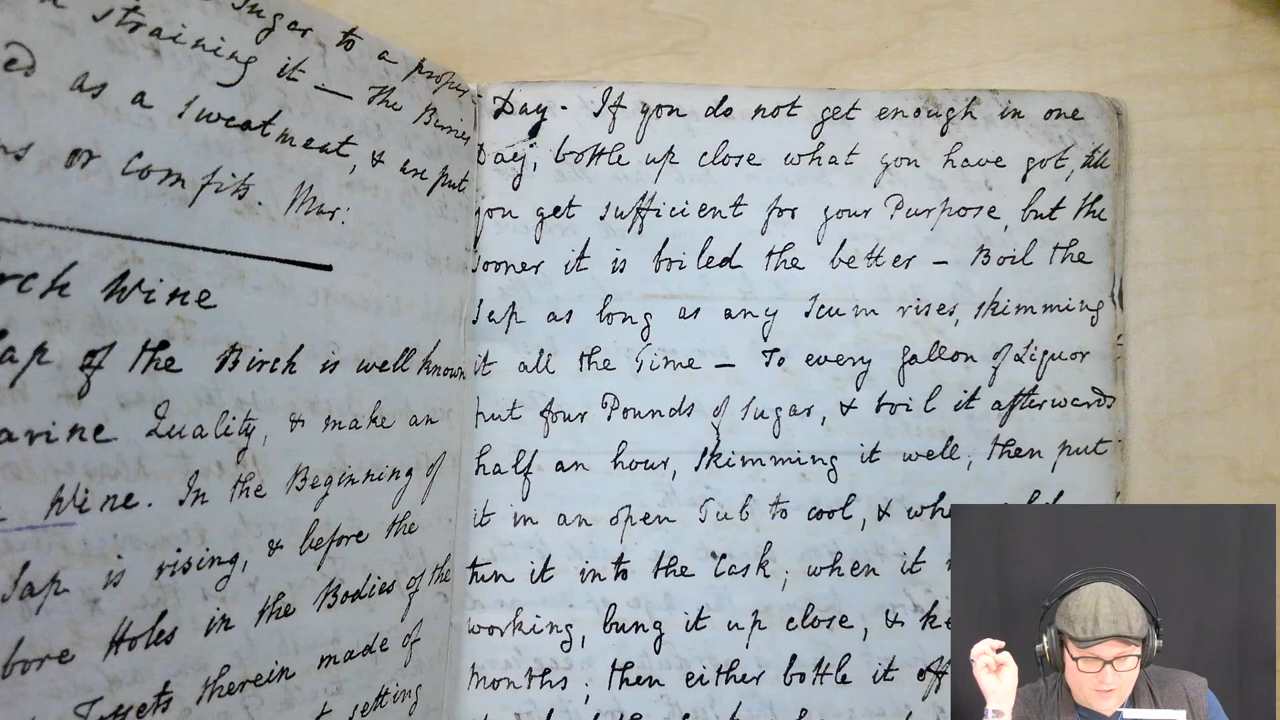 Sugar to a proper
straining it — the Berries
ed as a Sweatmeat, & are put
ns or comfits. Mar:
rch Wine
Sap of the Birch is well known
arine Quality, & make an
Wine. In the Beginning of
Sap is rising, & before the
bore Holes in the Bodies of the
Fossets therein made of
setting
Day - If you do not get enough in one
Day, bottle up close what you have got, till
you get sufficient for your Purpose, but the
sooner it is boiled the better — Boil the
Sap as long as any Scum rises, skimming
it all the Time — To every gallon of Liquor
put four Pounds of Sugar, & boil it afterwards
half an hour, skimming it well; then put
it in an open Tub to cool, & when
tun it into the Cask; when it
working, bung it up close, & ke
Months; then either bottle it off